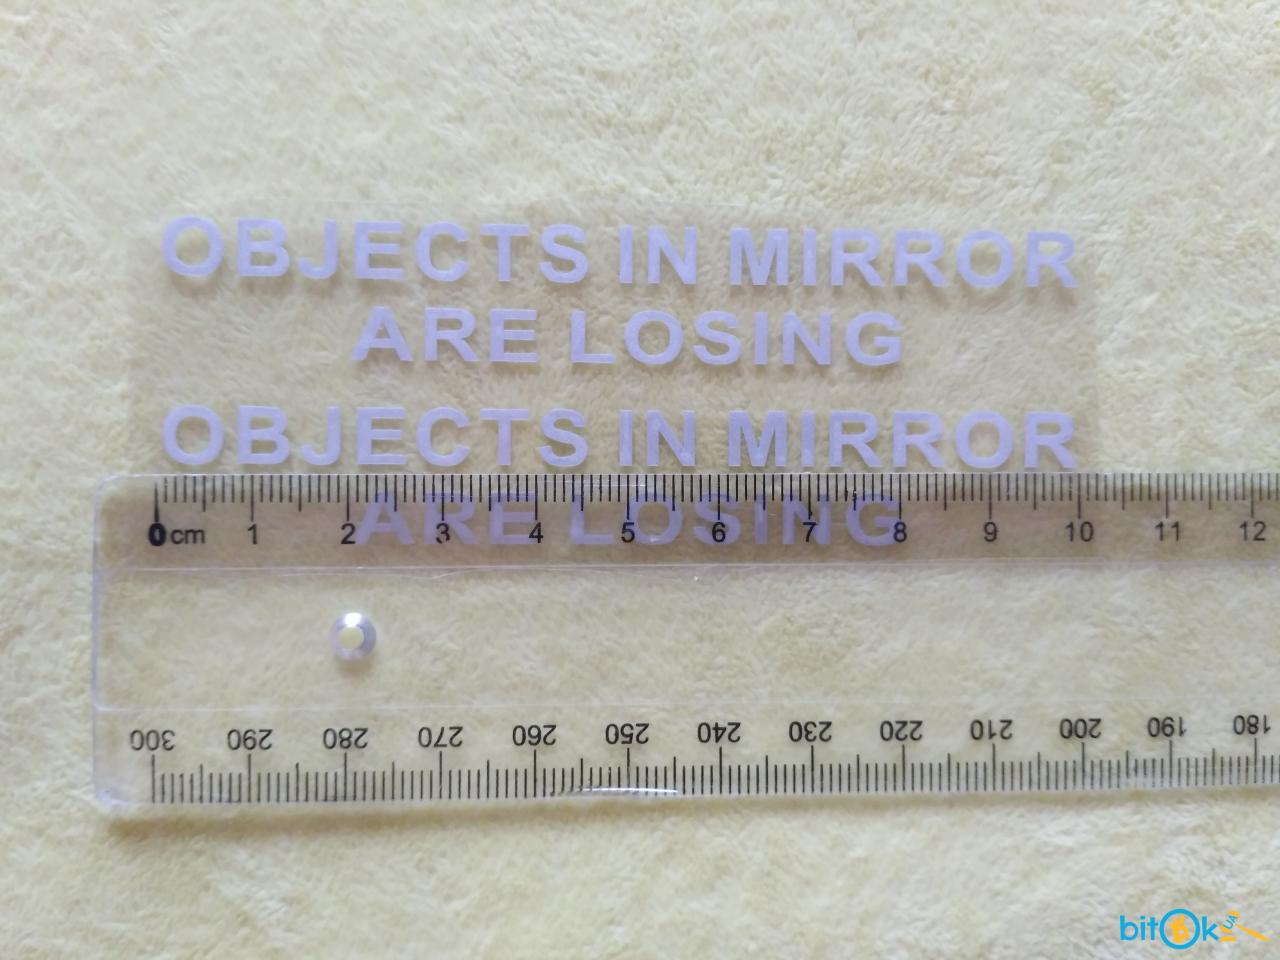 OBJECTS IN MIRROR
ARE LOSING
OBJECTS IN MIRROR
ARE LOSING
0 cm 1 2 3 4 5 6 7 8 9 10 11 12
300 290 280 270 260 250 240 230 220 210 200 190 180
bitOk UA